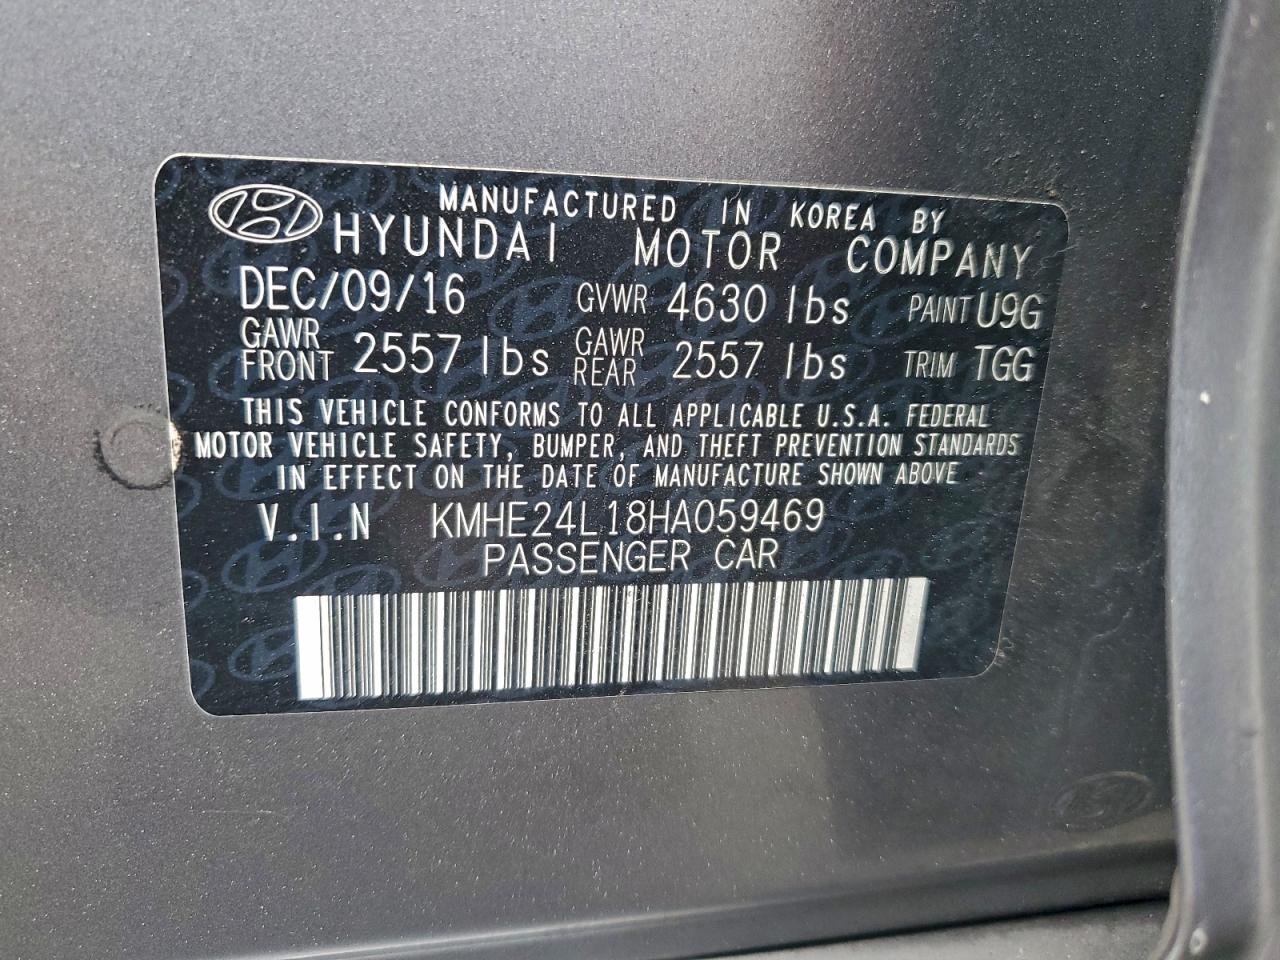 MANUFACTURED IN KOREA BY
HYUNDAI MOTOR COMPANY
DEC/09/16 GVWR 4630 lbs PAINT U9G
GAWR FRONT 2557 lbs GAWR REAR 2557 lbs TRIM TGG
THIS VEHICLE CONFORMS TO ALL APPLICABLE U.S.A. FEDERAL
MOTOR VEHICLE SAFETY, BUMPER, AND THEFT PREVENTION STANDARDS
IN EFFECT ON THE DATE OF MANUFACTURE SHOWN ABOVE
V.I.N KMHE24L18HA059469
PASSENGER CAR